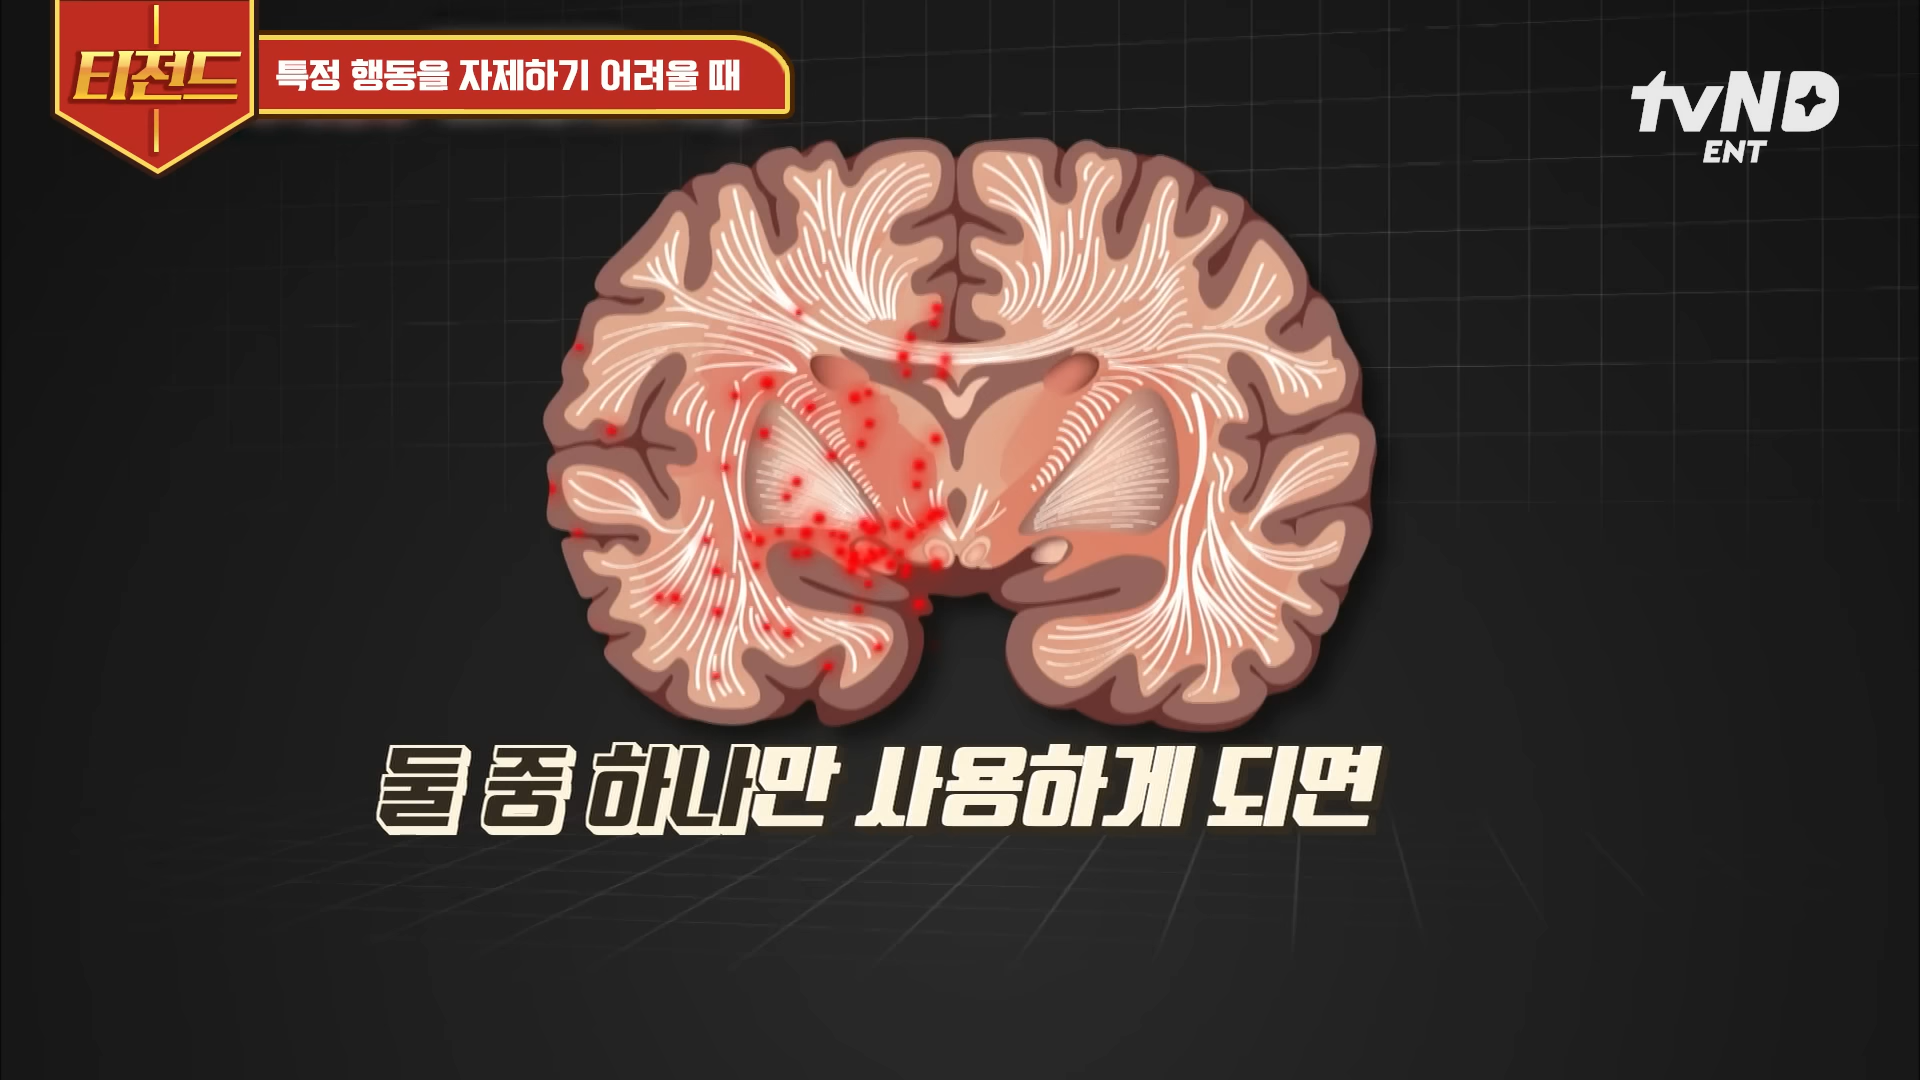 티전드
특정 행동을 자제하기 어려울 때
tvND
ENT
둘 중 하나만 사용하게 되면